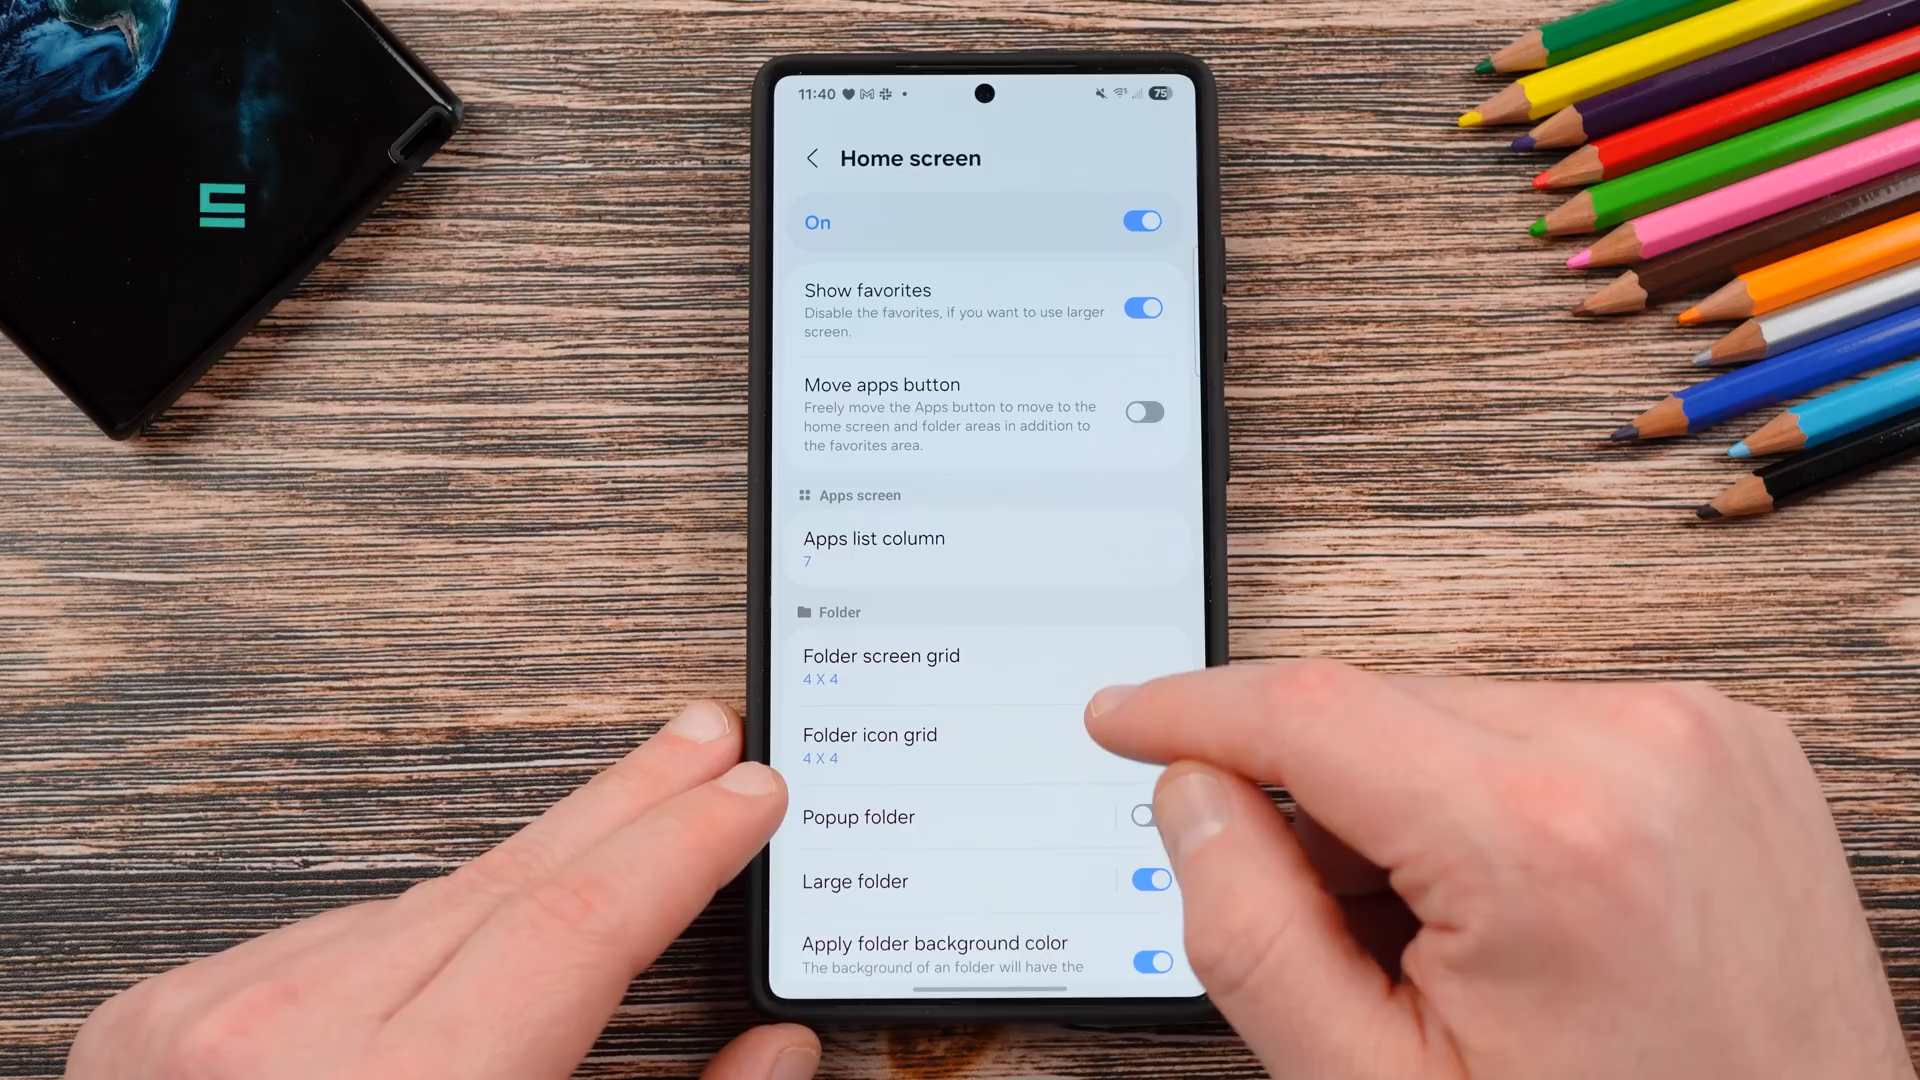 11:40
75
Home screen
On
Show favorites
Disable the favorites, if you want to use larger
screen.
Move apps button
Freely move the Apps button to move to the
home screen and folder areas in addition to
the favorites area.
Apps screen
Apps list column
7
Folder
Folder screen grid
4 X 4
Folder icon grid
4 X 4
Popup folder
Large folder
Apply folder background color
The background of an folder will have the